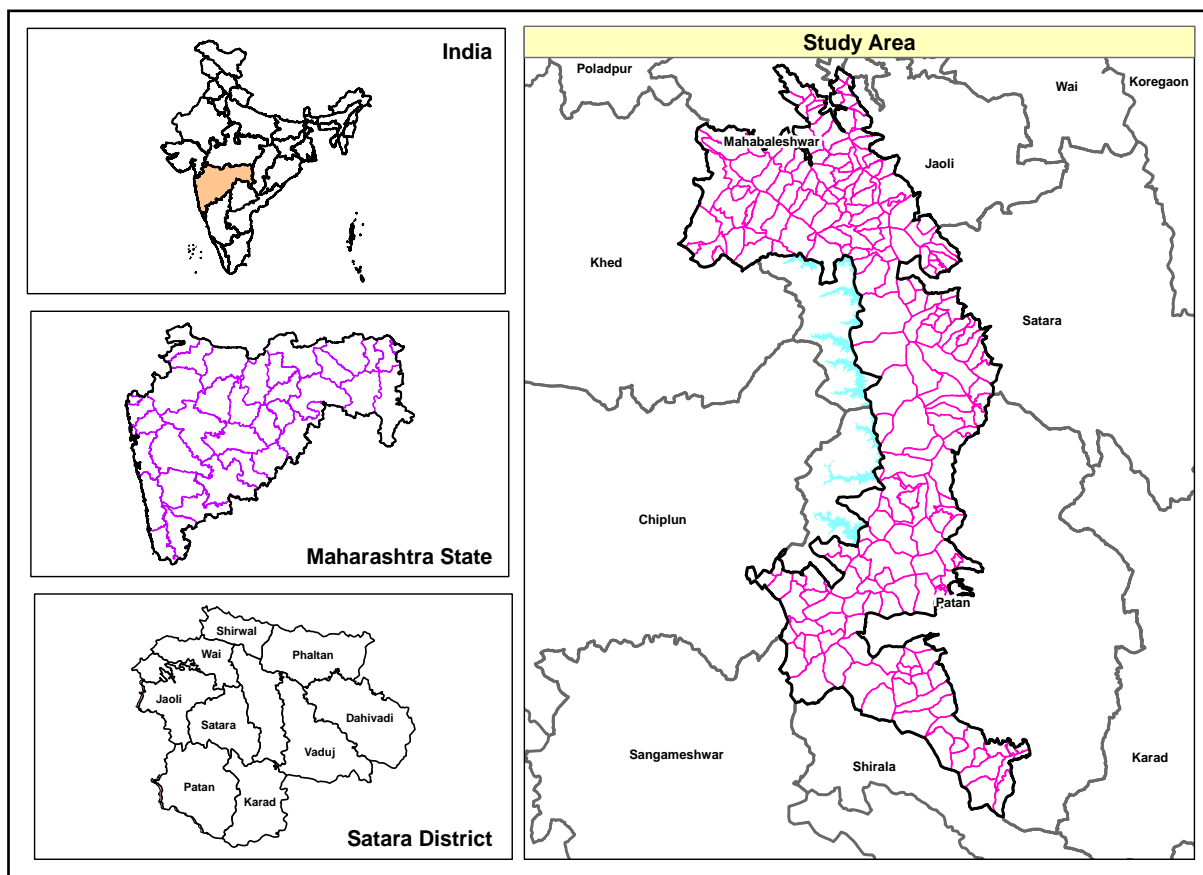 India
Maharashtra State
Shirwal
Wai
Phaltan
Jaoli
Satara
Dahivadi
Vaduj
Patan
Karad
Satara District
Study Area
Poladpur
Wai
Koregaon
Mahabaleshwar
Jaoli
Khed
Satara
Chiplun
Patan
Sangameshwar
Shirala
Karad